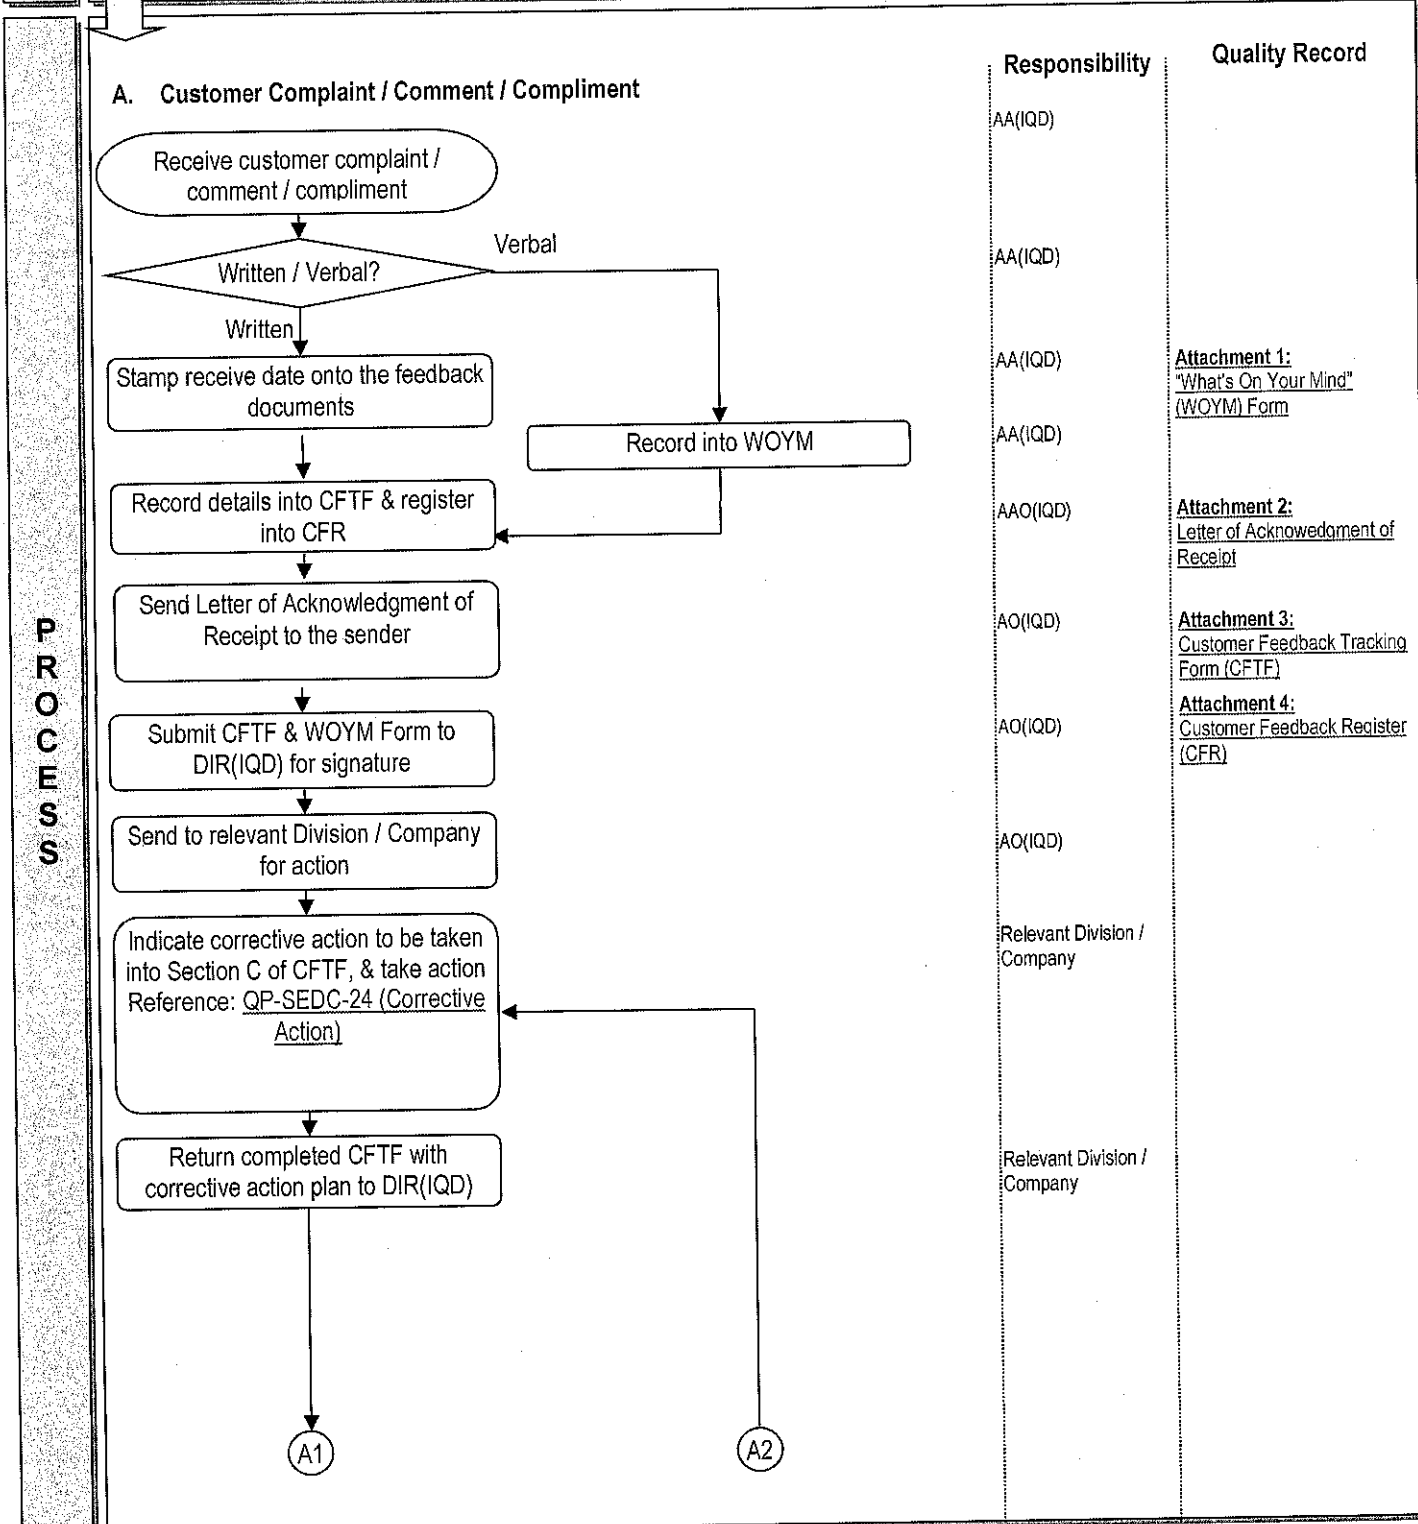 PROCESS
A. Customer Complaint / Comment / Compliment
Receive customer complaint /
comment / compliment
Written / Verbal?
Verbal
Written
Stamp receive date onto the feedback
documents
Record into WOYM
Record details into CFTF & register
into CFR
Send Letter of Acknowledgment of
Receipt to the sender
Submit CFTF & WOYM Form to
DIR(IQD) for signature
Send to relevant Division / Company
for action
Indicate corrective action to be taken
into Section C of CFTF, & take action
Reference: QP-SEDC-24 (Corrective
Action)
Return completed CFTF with
corrective action plan to DIR(IQD)
A1
A2
Responsibility
AA(IQD)
AA(IQD)
AA(IQD)
AA(IQD)
AAO(IQD)
AO(IQD)
AO(IQD)
AO(IQD)
Relevant Division /
Company
Relevant Division /
Company
Quality Record
Attachment 1:
"What's On Your Mind"
(WOYM) Form
Attachment 2:
Letter of Acknowedgment of
Receipt
Attachment 3:
Customer Feedback Tracking
Form (CFTF)
Attachment 4:
Customer Feedback Register
(CFR)